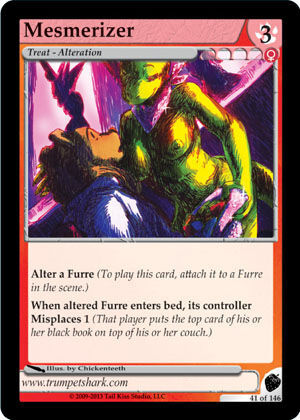 Mesmerizer
3
Treat - Alteration
Alter a Furre (To play this card, attach it to a Furre
in the scene.)
When altered Furre enters bed, its controller
Misplaces 1 (That player puts the top card of his or
her black book on top of his or her couch.)
Illus. by Chickenteeth
www.trumpetshark.com
41 of 146
© 2009-2013 Tail Kiss Studio, LLC